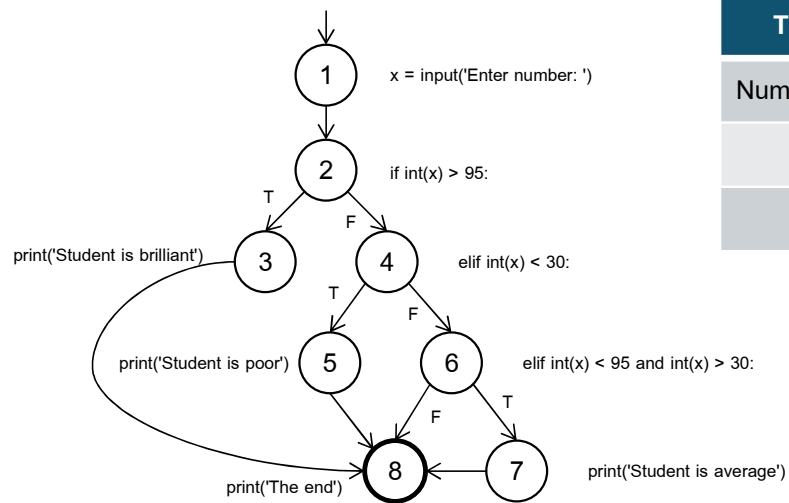 T
1
x = input('Enter number: ')
Num
2
if int(x) > 95:
T
F
print('Student is brilliant')
3
4
elif int(x) < 30:
T
F
print('Student is poor')
5
6
elif int(x) < 95 and int(x) > 30:
F
T
print('The end')
8
7
print('Student is average')